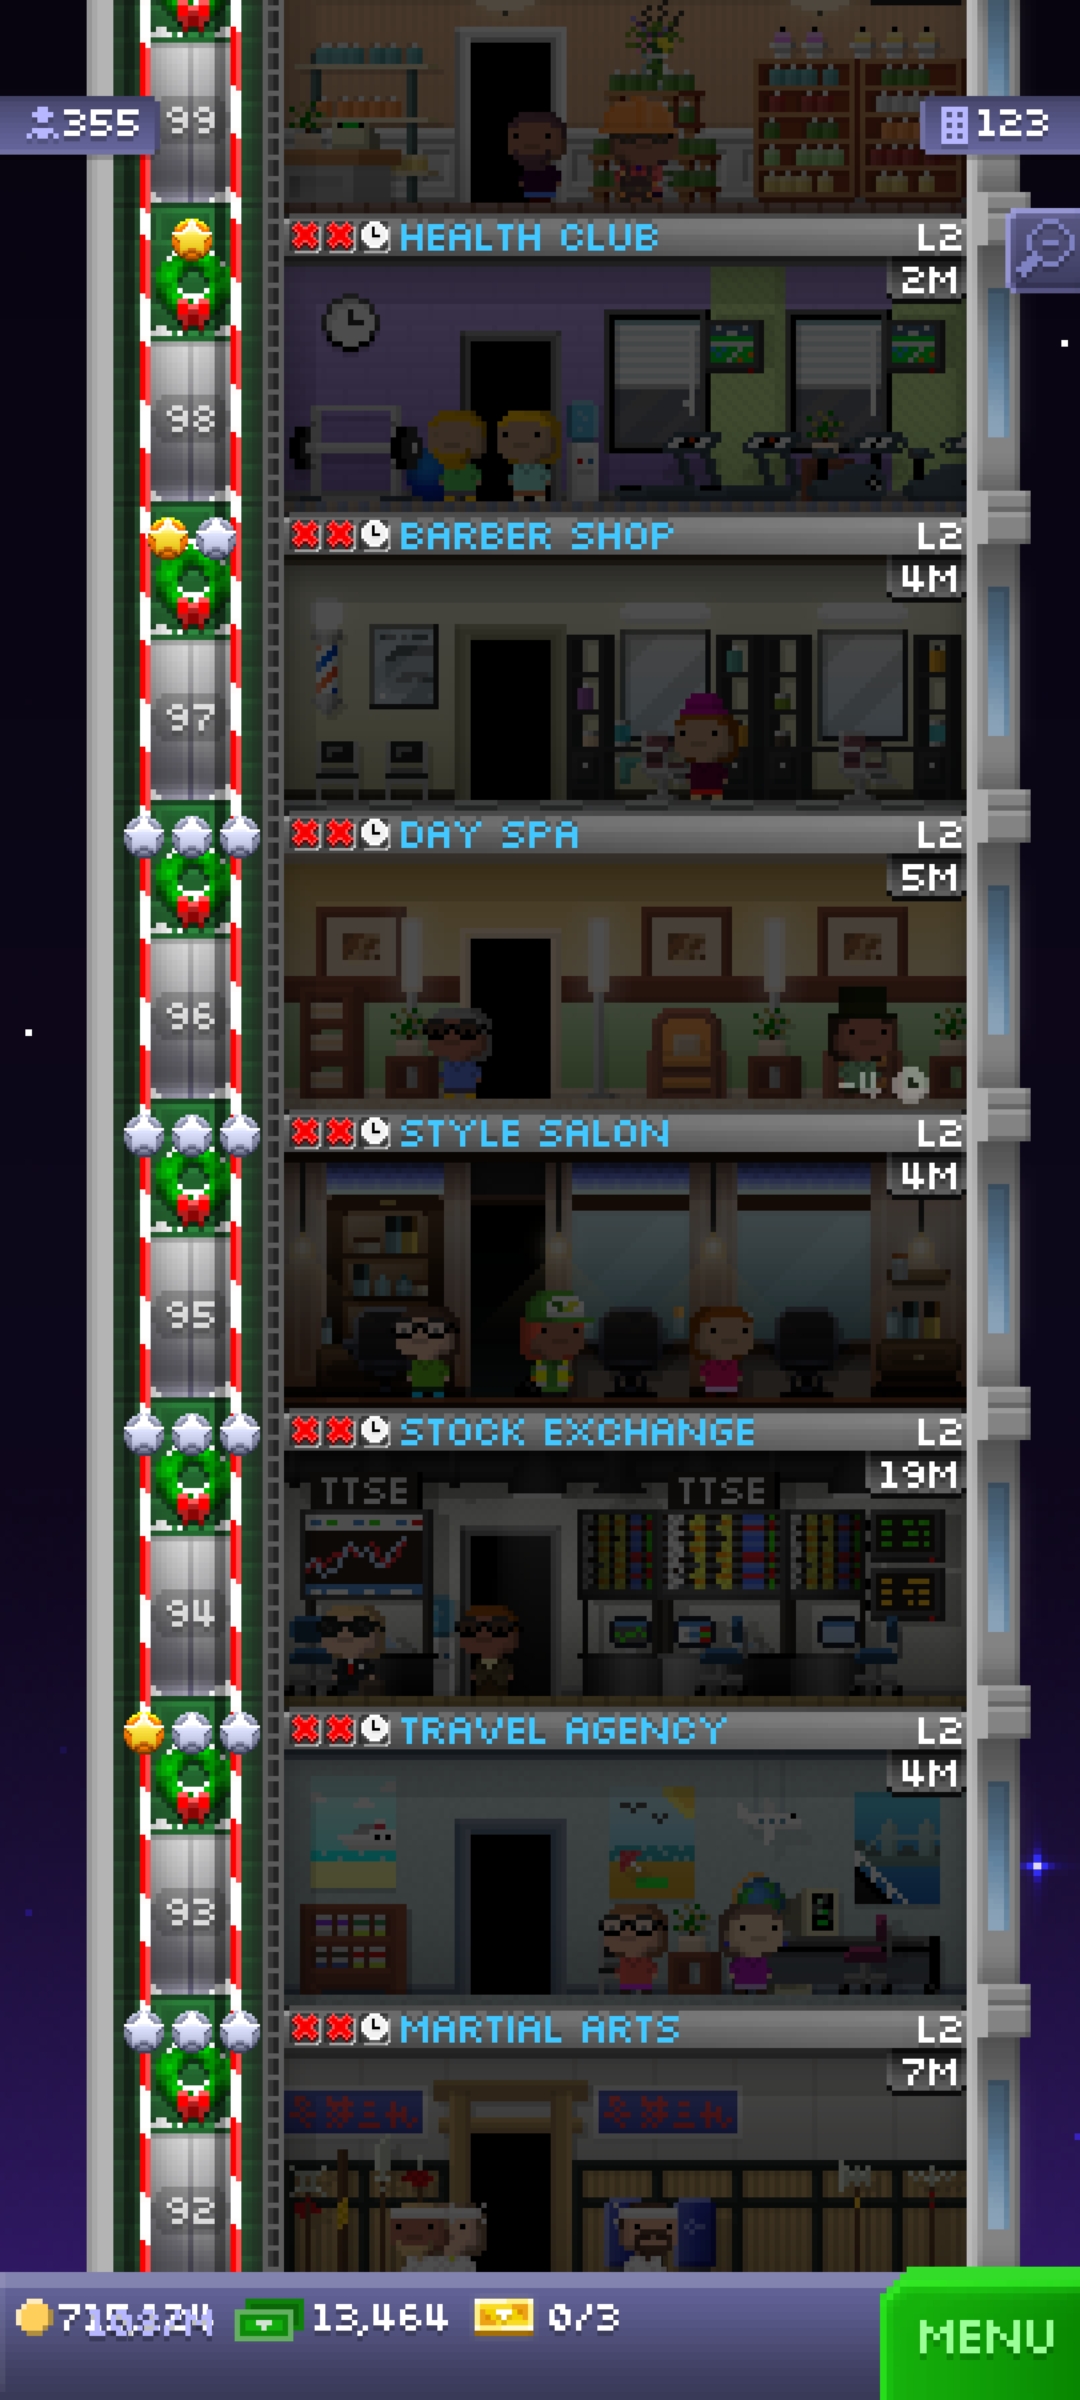 99
355
123
HEALTH CLUB L2
2M
98
BARBER SHOP L2
4M
97
DAY SPA L2
5M
96
-4
STYLE SALON L2
4M
95
STOCK EXCHANGE L2
19M
TTSE TTSE
94
TRAVEL AGENCY L2
4M
93
MARTIAL ARTS L2
7M
92
13,464 0/3
MENU